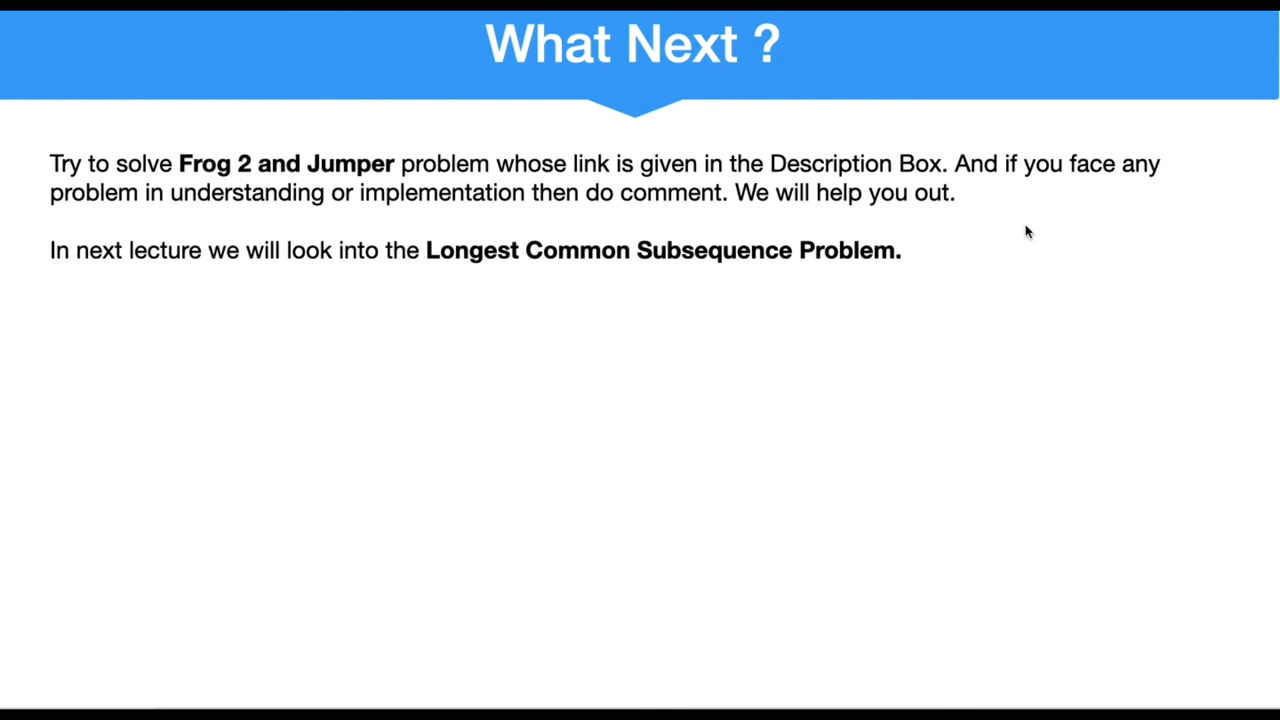 What Next ?
Try to solve Frog 2 and Jumper problem whose link is given in the Description Box. And if you face any
problem in understanding or implementation then do comment. We will help you out.
In next lecture we will look into the Longest Common Subsequence Problem.